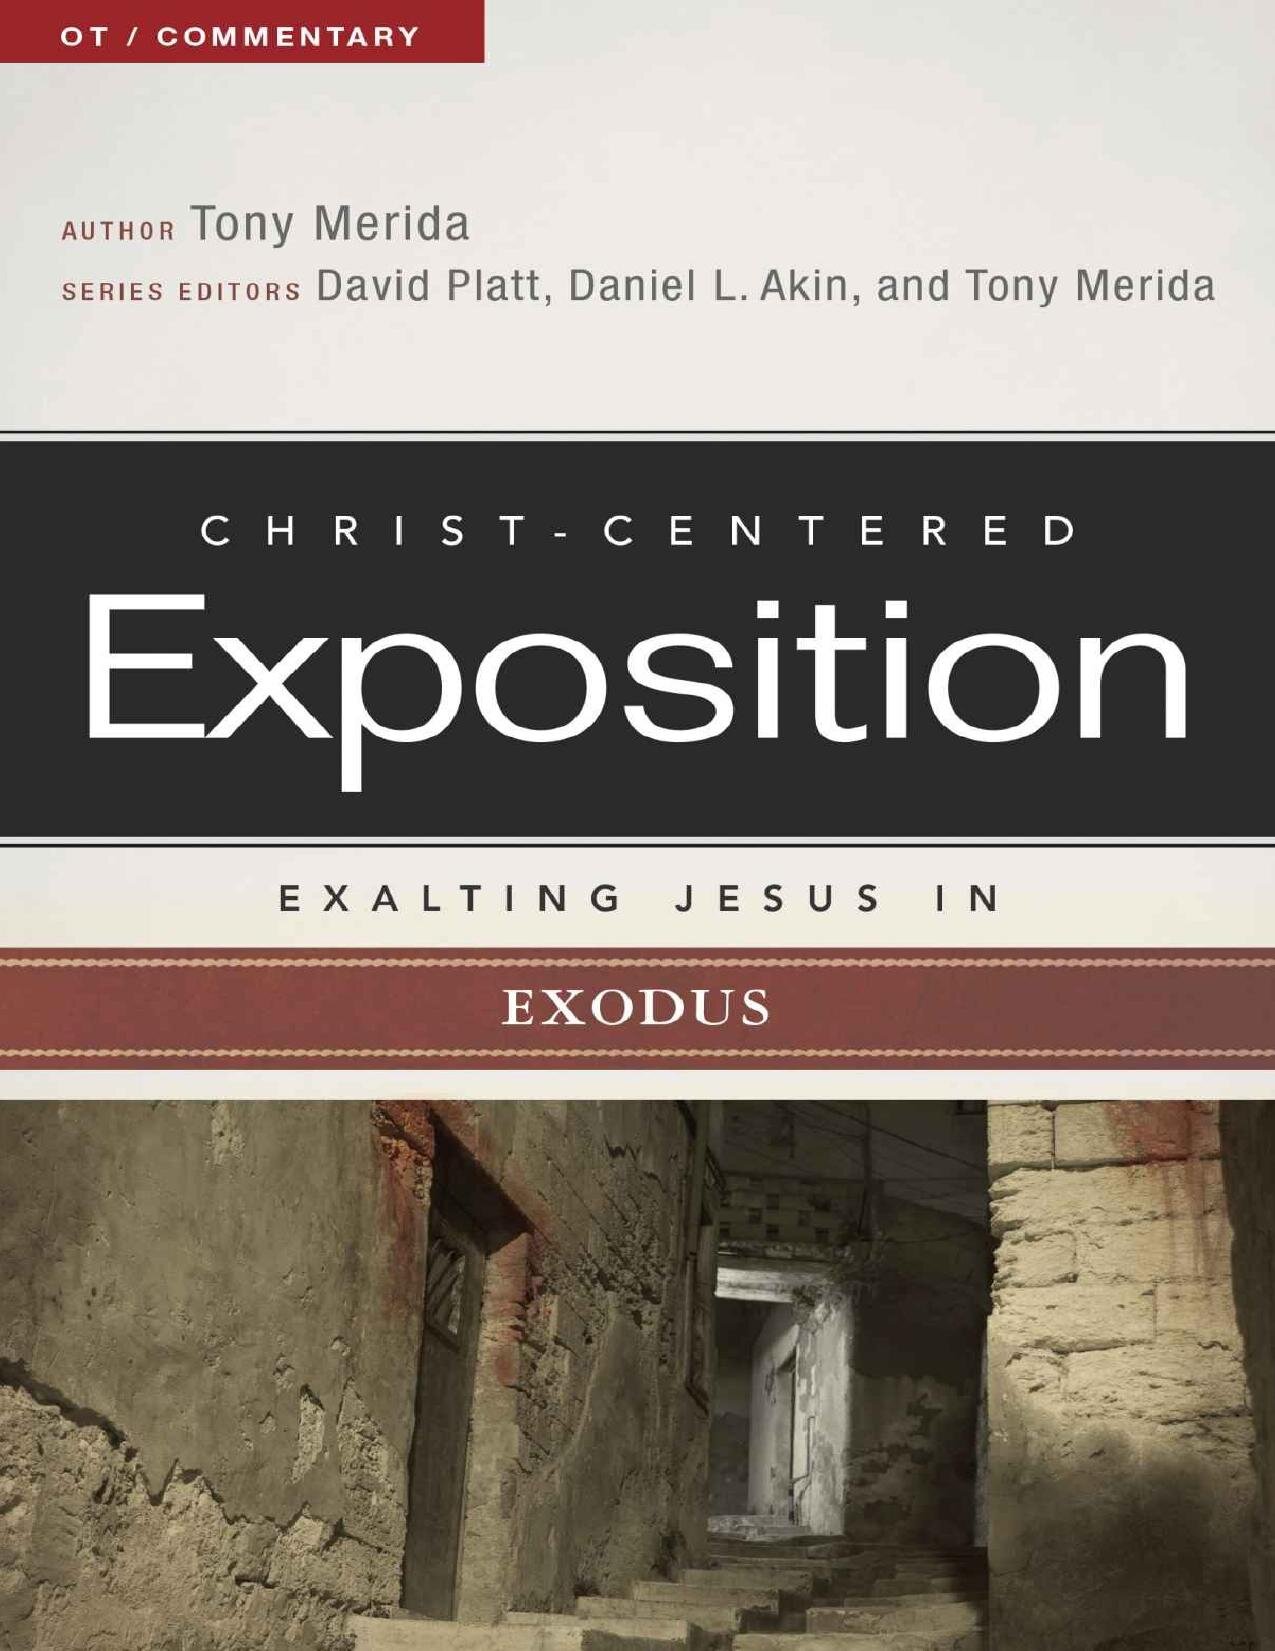 OT / COMMENTARY
AUTHOR Tony Merida
SERIES EDITORS David Platt, Daniel L. Akin, and Tony Merida
CHRIST-CENTERED
Exposition
EXALTING JESUS IN
EXODUS